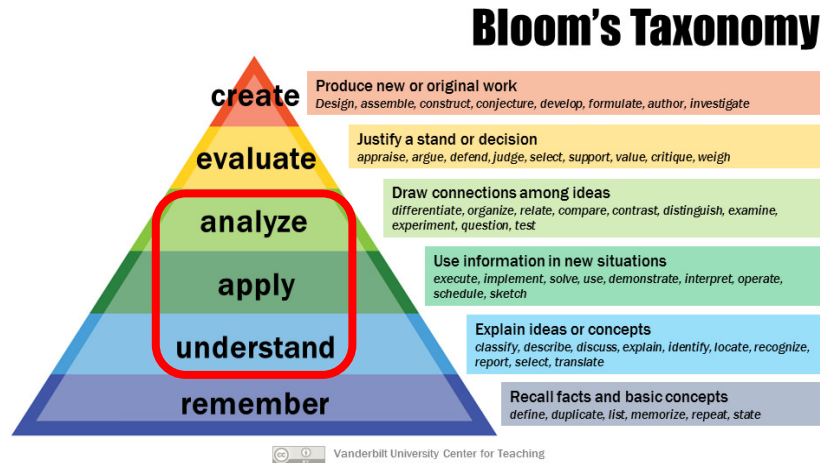 Bloom's Taxonomy
create
Produce new or original work
Design, assemble, construct, conjecture, develop, formulate, author, investigate
evaluate
Justify a stand or decision
appraise, argue, defend, judge, select, support, value, critique, weigh
analyze
Draw connections among ideas
differentiate, organize, relate, compare, contrast, distinguish, examine,
experiment, question, test
apply
Use information in new situations
execute, implement, solve, use, demonstrate, interpret, operate,
schedule, sketch
understand
Explain ideas or concepts
classify, describe, discuss, explain, identify, locate, recognize,
report, select, translate
remember
Recall facts and basic concepts
define, duplicate, list, memorize, repeat, state
cc
Vanderbilt University Center for Teaching